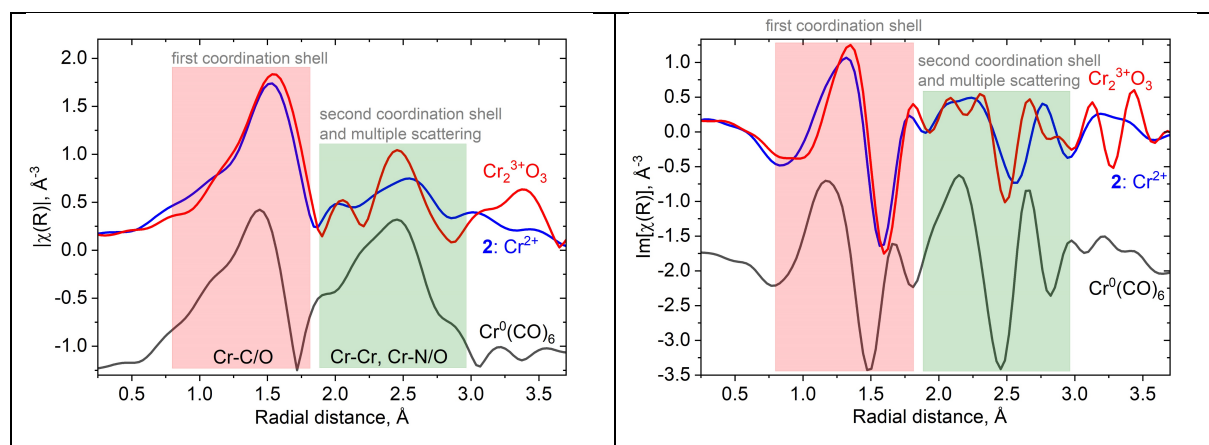 first coordination shell
second coordination shell
and multiple scattering
Cr₂³⁺O₃
2: Cr²⁺
Cr⁰(CO)₆
Cr-C/O
Cr-Cr, Cr-N/O
2.0
1.5
1.0
0.5
0.0
-0.5
-1.0
|χ(R)|, Å⁻³
0.5 1.0 1.5 2.0 2.5 3.0 3.5
Radial distance, Å
first coordination shell
second coordination shell
and multiple scattering
Cr₂³⁺O₃
2: Cr²⁺
Cr⁰(CO)₆
1.0
0.5
0.0
-0.5
-1.0
-1.5
-2.0
-2.5
-3.0
-3.5
Im[χ(R)], Å⁻³
0.5 1.0 1.5 2.0 2.5 3.0 3.5
Radial distance, Å